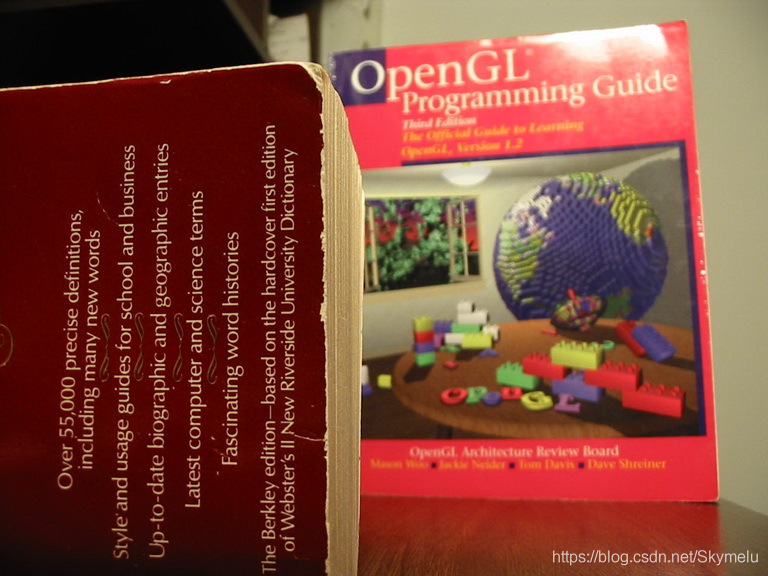 Over 55,000 precise definitions,
including many new words
Style and usage guides for school and business
Up-to-date biographic and geographic entries
Latest computer and science terms
Fascinating word histories
The Berkley edition—based on the hardcover first edition
of Webster's II New Riverside University Dictionary
OpenGL®
Programming Guide
Third Edition
The Official Guide to Learning
OpenGL, Version 1.2
OpenGL
OpenGL Architecture Review Board
Mason Woo ■ Jackie Neider ■ Tom Davis ■ Dave Shreiner
https://blog.csdn.net/Skymelu